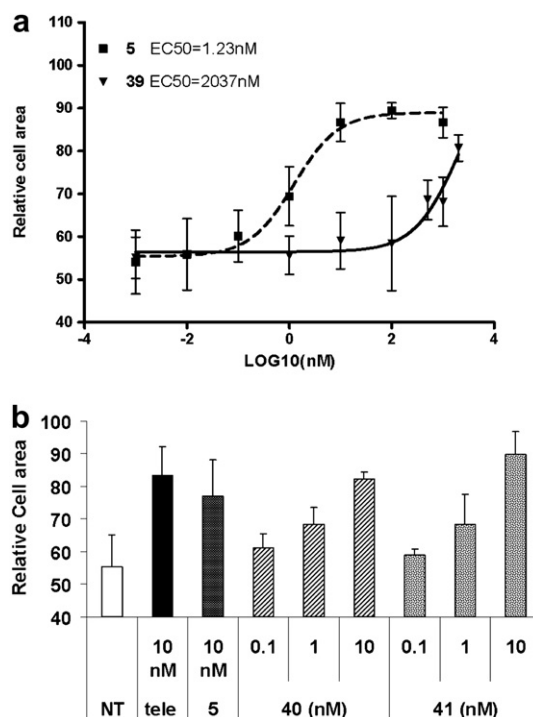 a
110
100
90
80
70
60
50
40
Relative cell area
5 EC50=1.23nM
39 EC50=2037nM
-4 -2 0 2 4
LOG10(nM)
b
100
90
80
70
60
50
40
Relative Cell area
10 nM 10 nM 0.1 1 10 0.1 1 10
NT tele 5 40 (nM) 41 (nM)